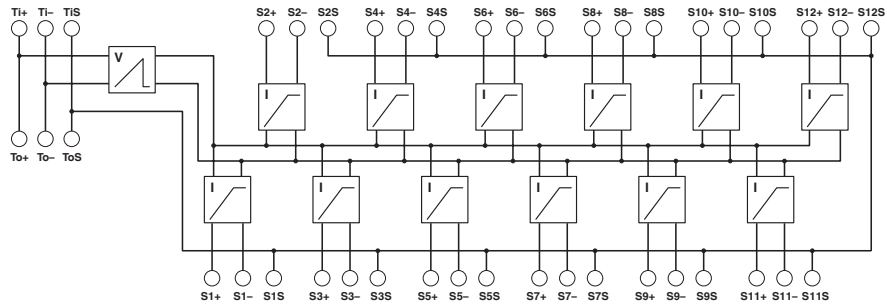 Ti+ Ti– TiS S2+ S2– S2S S4+ S4– S4S S6+ S6– S6S S8+ S8– S8S S10+ S10– S10S S12+ S12– S12S
V
I I I I I I
To+ To– ToS
I I I I I I
S1+ S1– S1S S3+ S3– S3S S5+ S5– S5S S7+ S7– S7S S9+ S9– S9S S11+ S11– S11S